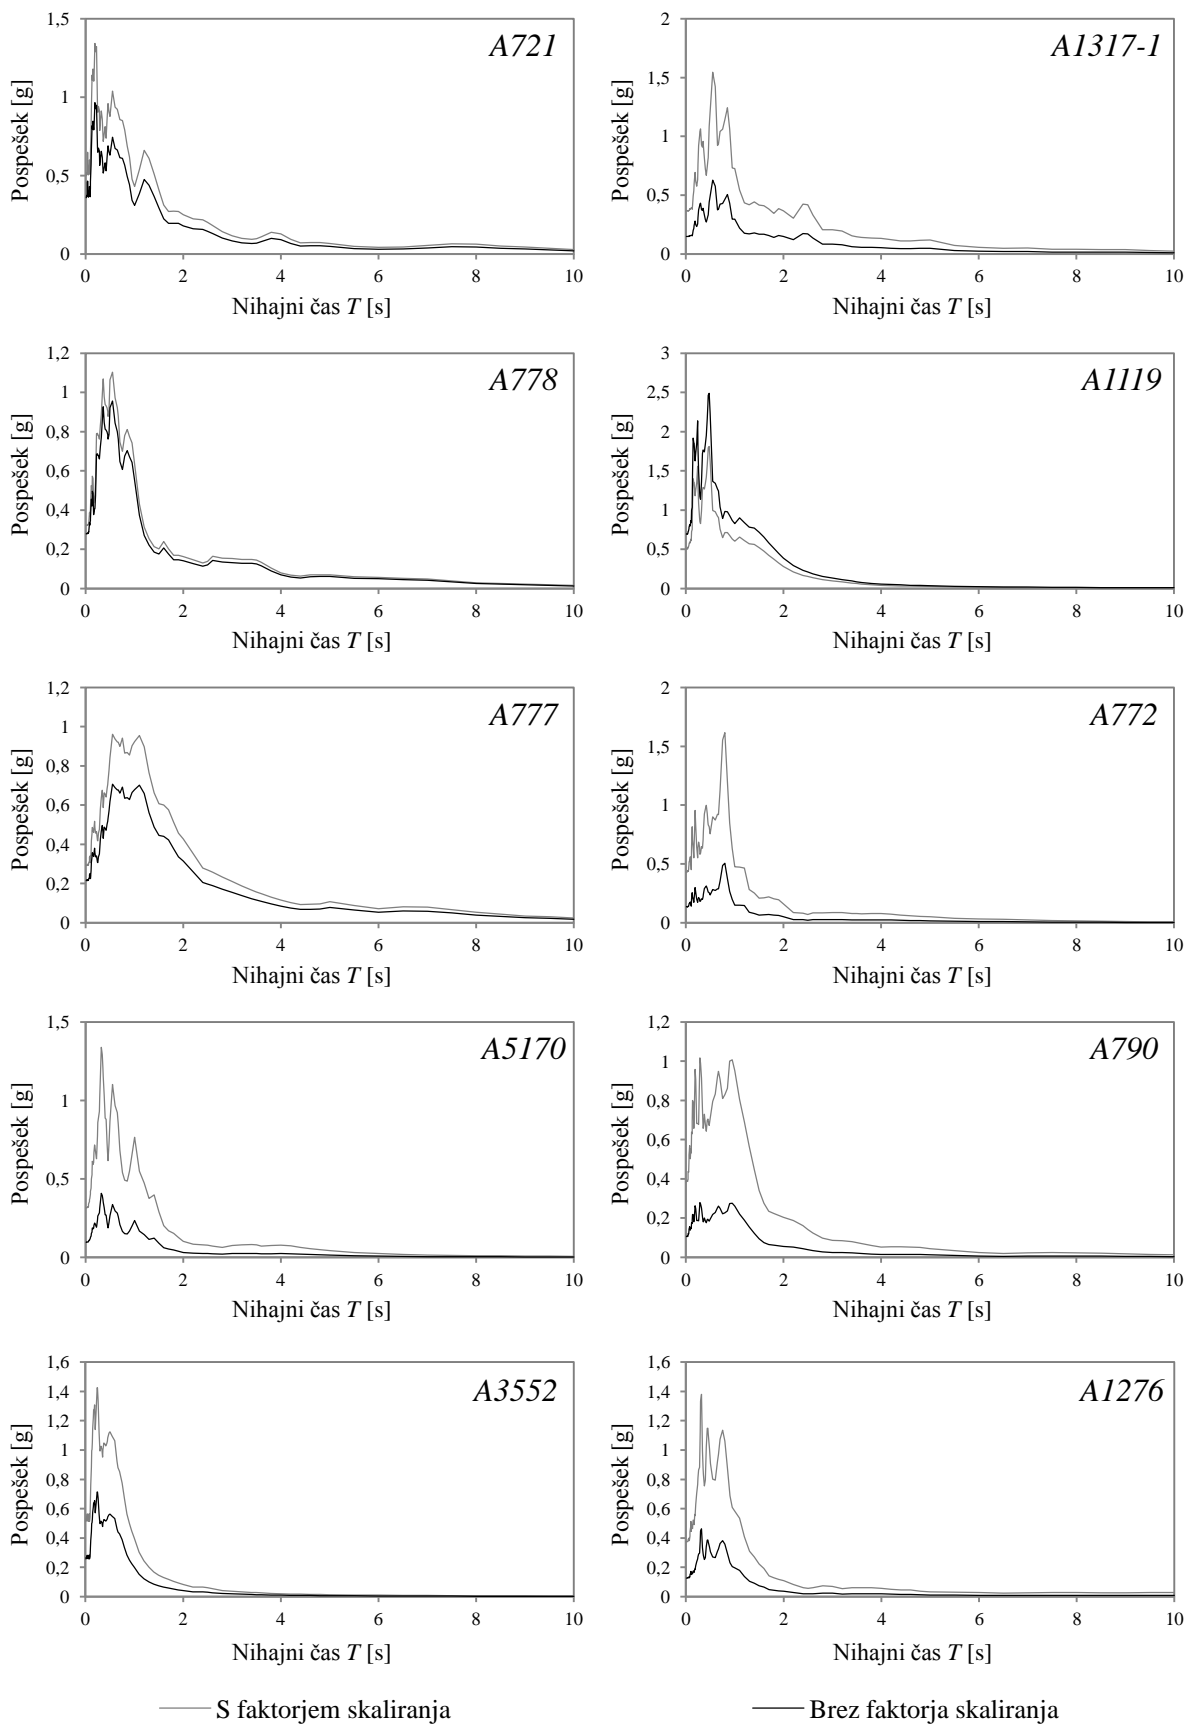 A721
Pospešek [g]
1,5
1
0,5
0
0 2 4 6 8 10
Nihajni čas T [s]
A1317-1
Pospešek [g]
2
1,5
1
0,5
0
0 2 4 6 8 10
Nihajni čas T [s]
A778
Pospešek [g]
1,2
1
0,8
0,6
0,4
0,2
0
0 2 4 6 8 10
Nihajni čas T [s]
A1119
Pospešek [g]
3
2,5
2
1,5
1
0,5
0
0 2 4 6 8 10
Nihajni čas T [s]
A777
Pospešek [g]
1,2
1
0,8
0,6
0,4
0,2
0
0 2 4 6 8 10
Nihajni čas T [s]
A772
Pospešek [g]
2
1,5
1
0,5
0
0 2 4 6 8 10
Nihajni čas T [s]
A5170
Pospešek [g]
1,5
1
0,5
0
0 2 4 6 8 10
Nihajni čas T [s]
A790
Pospešek [g]
1,2
1
0,8
0,6
0,4
0,2
0
0 2 4 6 8 10
Nihajni čas T [s]
A3552
Pospešek [g]
1,6
1,4
1,2
1
0,8
0,6
0,4
0,2
0
0 2 4 6 8 10
Nihajni čas T [s]
A1276
Pospešek [g]
1,6
1,4
1,2
1
0,8
0,6
0,4
0,2
0
0 2 4 6 8 10
Nihajni čas T [s]
S faktorjem skaliranja
Brez faktorja skaliranja